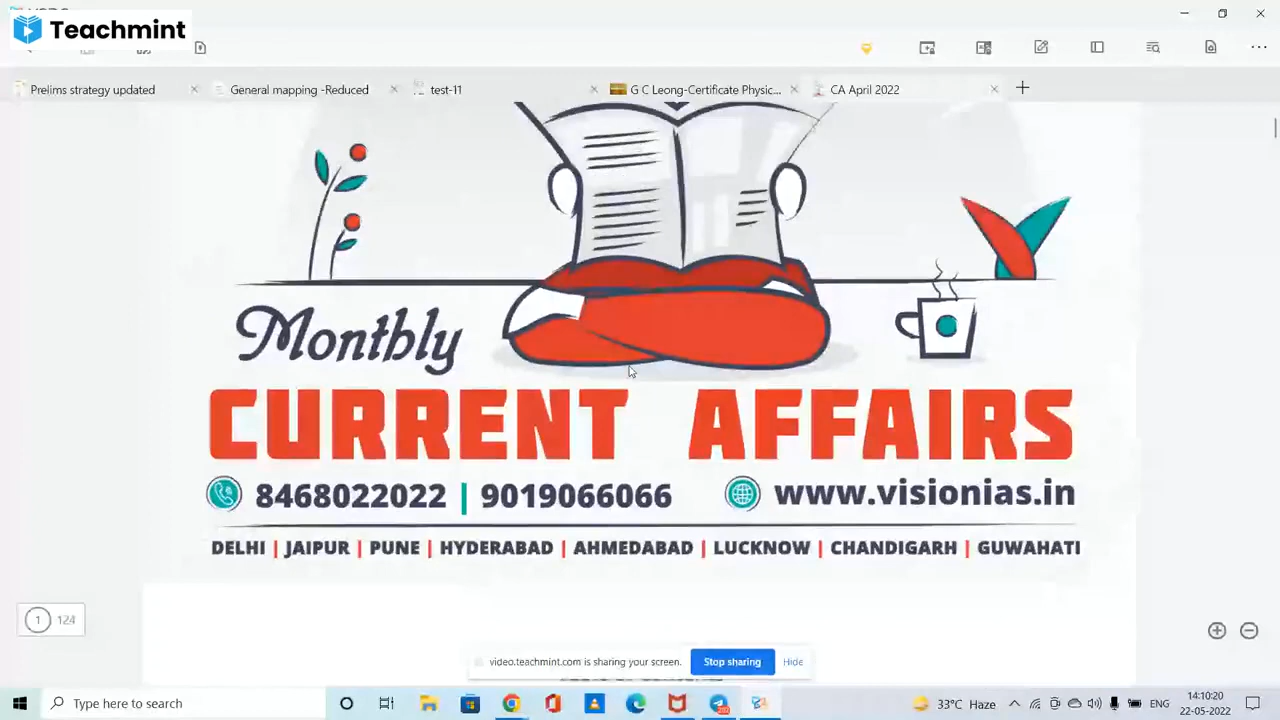 Teachmint
Prelims strategy updated
General mapping -Reduced
test-11
G C Leong-Certificate Physic...
CA April 2022
Monthly
CURRENT AFFAIRS
8468022022 | 9019066066
www.visionias.in
DELHI | JAIPUR | PUNE | HYDERABAD | AHMEDABAD | LUCKNOW | CHANDIGARH | GUWAHATI
1 124
video.teachmint.com is sharing your screen.
Stop sharing
Hide
Type here to search
33°C Haze
ENG
14:10:20
22-05-2022